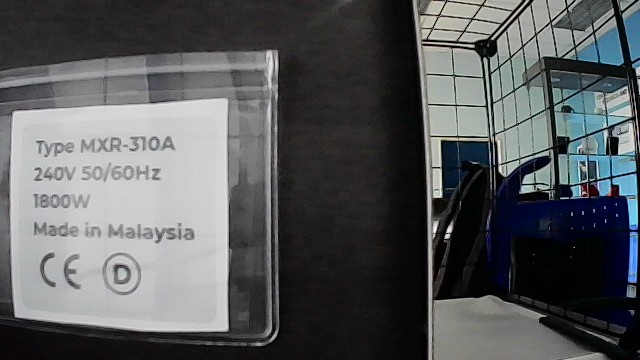 Type MXR-310A
240V 50/60Hz
1800W
Made in Malaysia
CE D